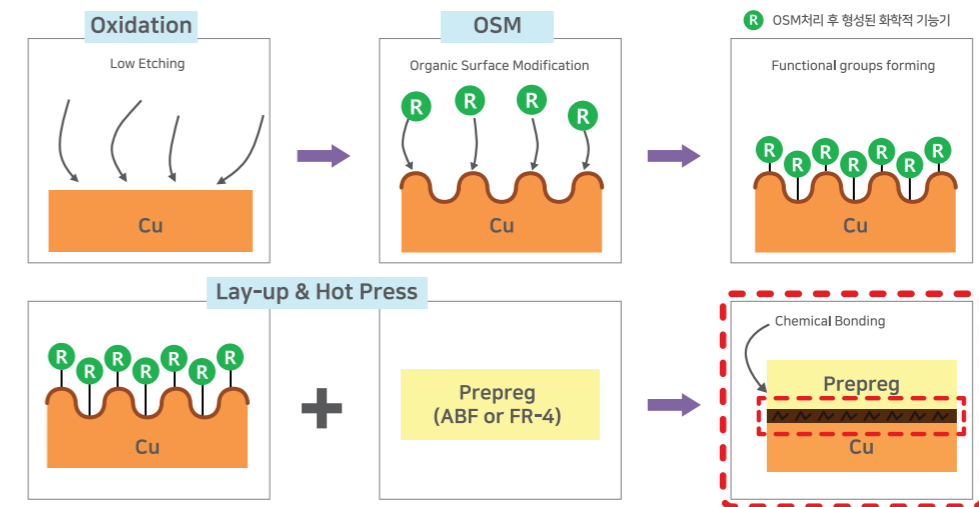 Oxidation
Low Etching
Cu
OSM
Organic Surface Modification
R R R R
Cu
R OSM처리 후 형성된 화학적 기능기
Functional groups forming
R R R R R R R
Cu
Lay-up & Hot Press
R R R R R R R
Cu
+
Prepreg
(ABF or FR-4)
Chemical Bonding
Prepreg
Cu